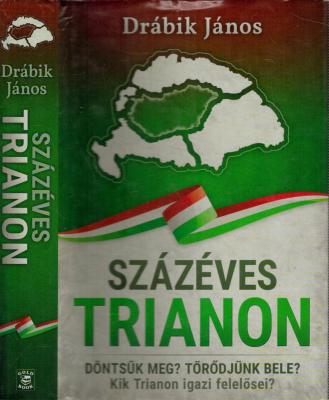 Drábik János
SZÁZÉVES
TRIANON
DÖNTSÜK MEG? TÖRŐDJÜNK BELE?
Kik Trianon igazi felelősei?
Drábik
János
SZÁZÉVES
TRIANON
GOLD
BOOK